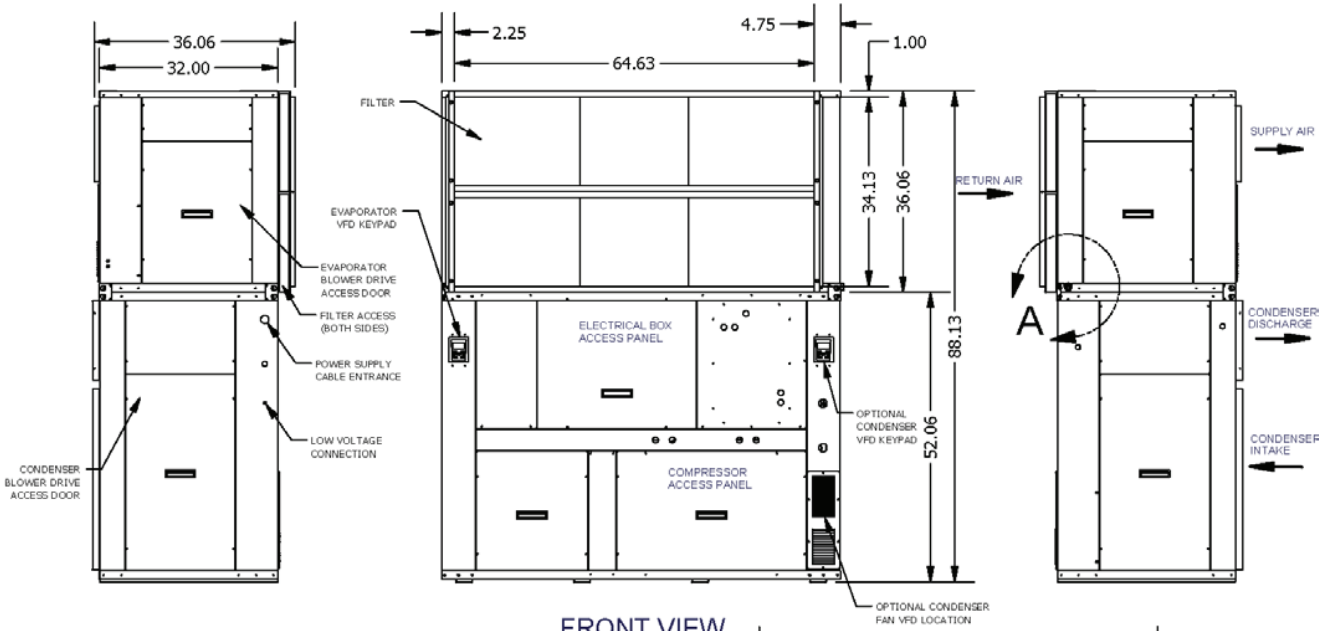 36.06
32.00
2.25
4.75
64.63
1.00
FILTER
SUPPLY AIR
RETURN AIR
34.13
36.06
EVAPORATOR
VFD KEYPAD
EVAPORATOR
BLOWER DRIVE
ACCESS DOOR
FILTER ACCESS
(BOTH SIDES)
ELECTRICAL BOX
ACCESS PANEL
A
CONDENSER
DISCHARGE
88.13
POWER SUPPLY
CABLE ENTRANCE
OPTIONAL
CONDENSER
VFD KEYPAD
52.06
LOW VOLTAGE
CONNECTION
CONDENSER
INTAKE
CONDENSER
BLOWER DRIVE
ACCESS DOOR
COMPRESSOR
ACCESS PANEL
OPTIONAL CONDENSER
FAN VFD LOCATION
FRONT VIEW